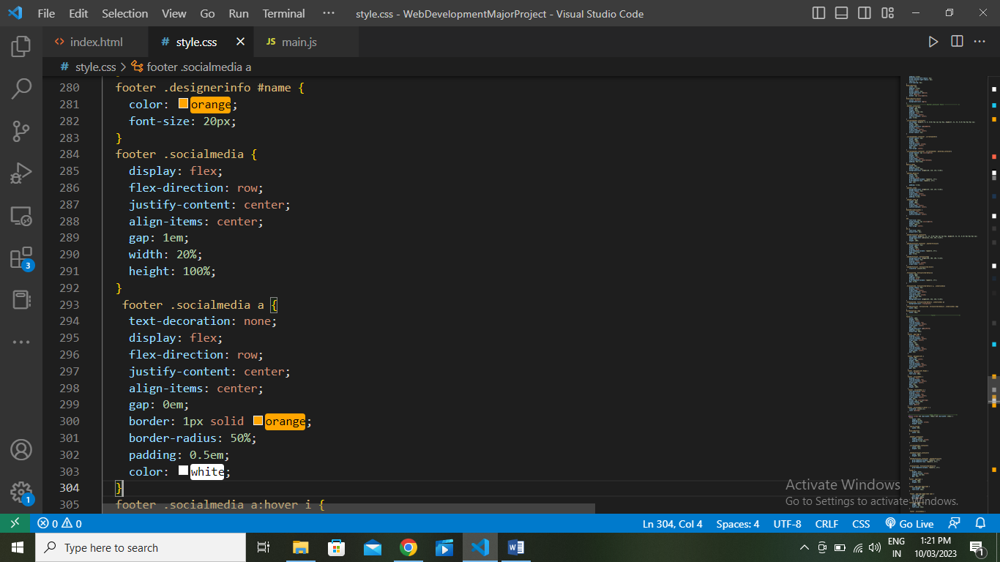 File Edit Selection View Go Run Terminal ··· style.css - WebDevelopmentMajorProject - Visual Studio Code
<> index.html # style.css JS main.js
# style.css > footer .socialmedia a
280 footer .designerinfo #name {
281 color: orange;
282 font-size: 20px;
283 }
284 footer .socialmedia {
285 display: flex;
286 flex-direction: row;
287 justify-content: center;
288 align-items: center;
289 gap: 1em;
290 width: 20%;
291 height: 100%;
292 }
293 footer .socialmedia a {
294 text-decoration: none;
295 display: flex;
296 flex-direction: row;
297 justify-content: center;
298 align-items: center;
299 gap: 0em;
300 border: 1px solid orange;
301 border-radius: 50%;
302 padding: 0.5em;
303 color: white;
304 }
305 footer .socialmedia a:hover i {
3
1
Activate Windows
Go to Settings to activate Windows.
0 0 Ln 304, Col 4 Spaces: 4 UTF-8 CRLF CSS Go Live
Type here to search
ENG
IN
1:21 PM
10/03/2023
1